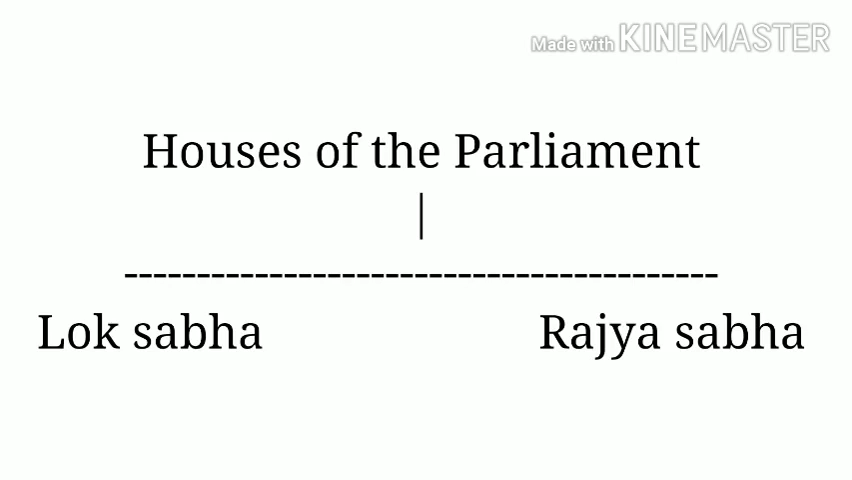 Made with KINEMASTER
Houses of the Parliament
|
-----------------------------------------
Lok sabha Rajya sabha